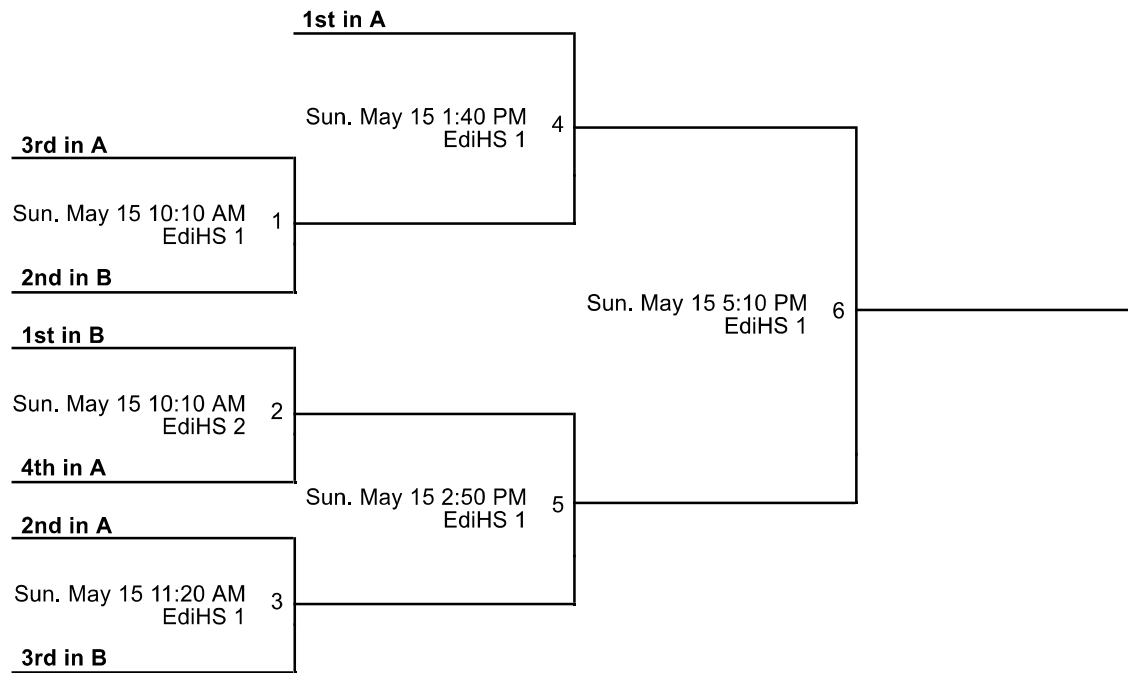 1st in A
Sun. May 15 1:40 PM
EdiHS 1
4
3rd in A
Sun. May 15 10:10 AM
EdiHS 1
1
2nd in B
Sun. May 15 5:10 PM
EdiHS 1
6
1st in B
Sun. May 15 10:10 AM
EdiHS 2
2
4th in A
Sun. May 15 2:50 PM
EdiHS 1
5
2nd in A
Sun. May 15 11:20 AM
EdiHS 1
3
3rd in B